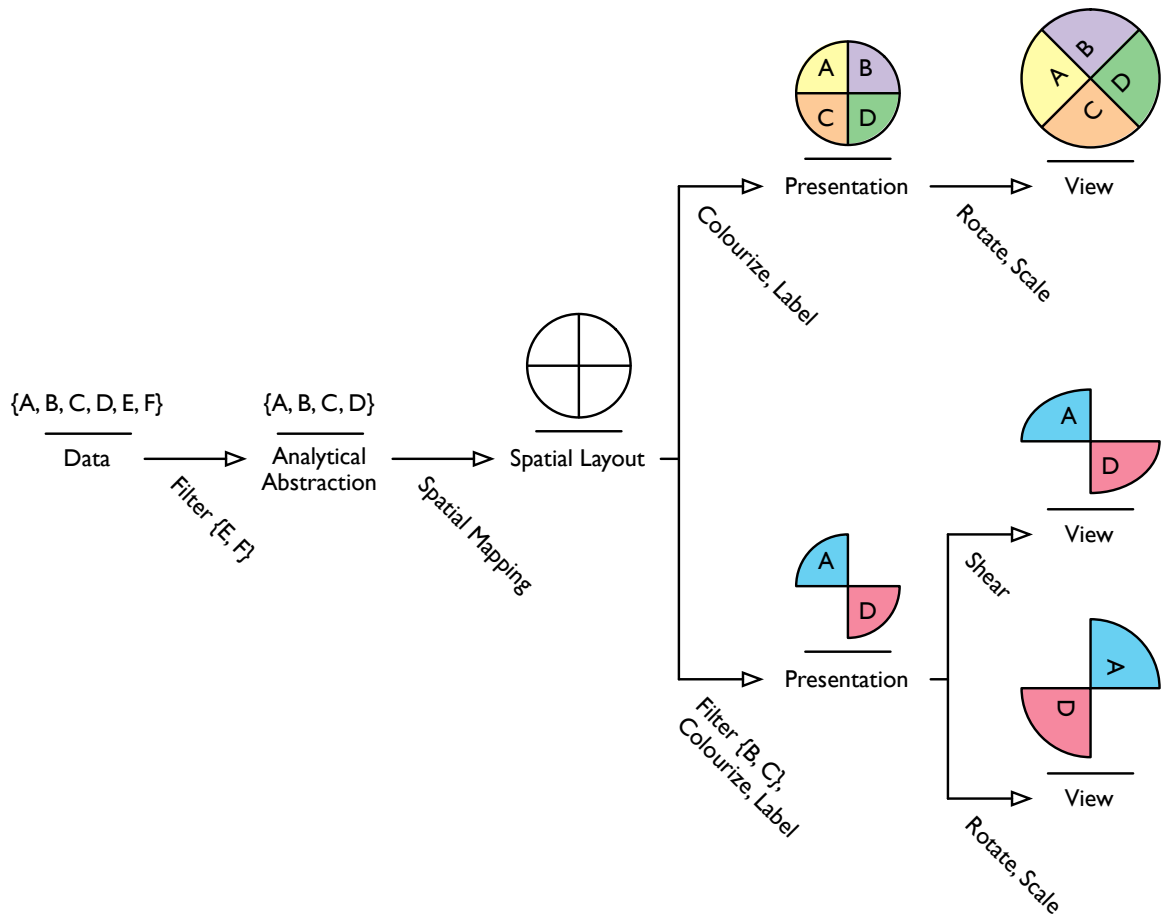 A
B
C
D
Presentation
Colourize, Label
B
A
D
C
View
Rotate, Scale
{A, B, C, D, E, F}
Data
Filter {E, F}
{A, B, C, D}
Analytical
Abstraction
Spatial Mapping
Spatial Layout
A
D
View
Shear
A
D
Presentation
Filter {B, C},
Colourize, Label
A
D
View
Rotate, Scale